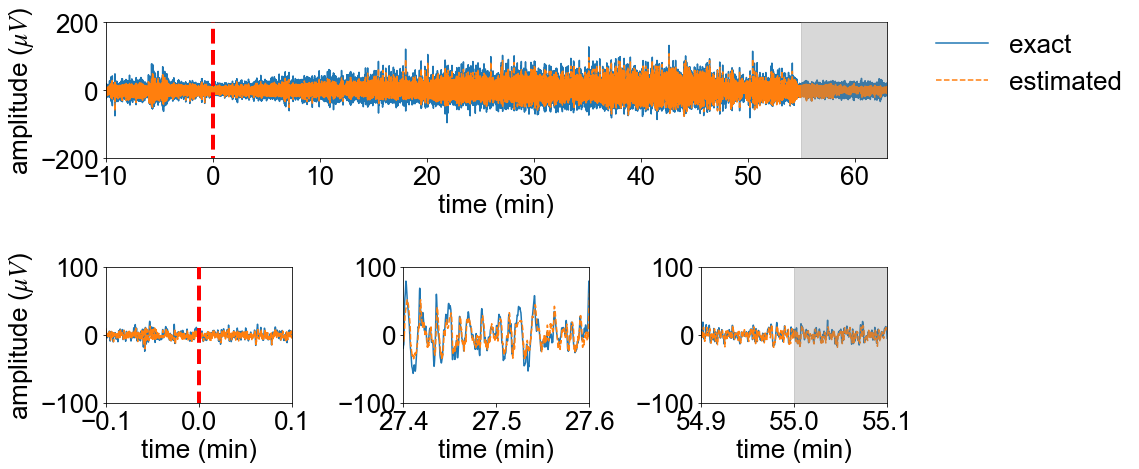 amplitude (μV)
200
0
−200
−10 0 10 20 30 40 50 60
time (min)
exact
estimated
amplitude (μV)
100
0
−100
−0.1 0.0 0.1
time (min)
100
0
−100
27.4 27.5 27.6
time (min)
100
0
−100
54.9 55.0 55.1
time (min)